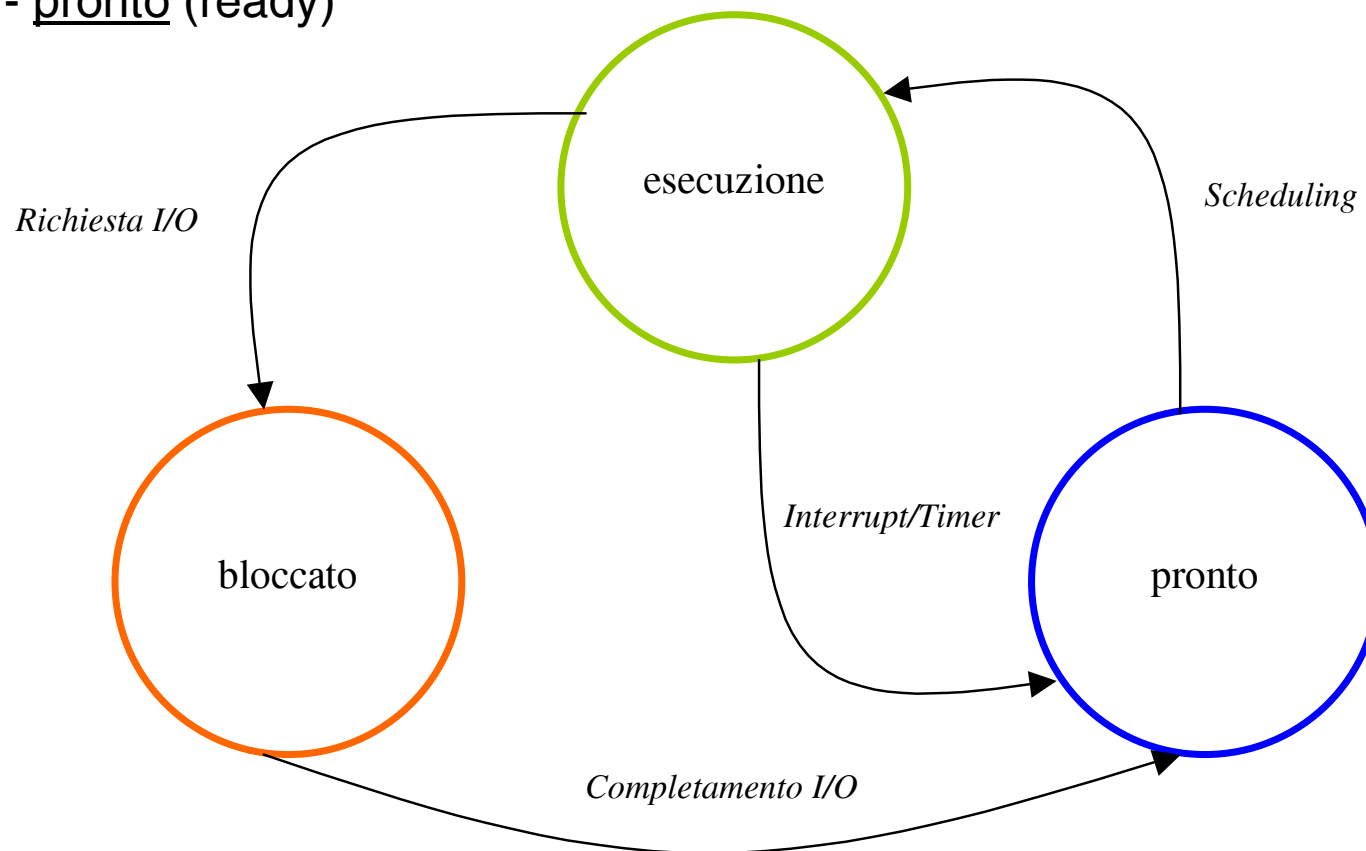 - pronto (ready)
esecuzione
Scheduling
Richiesta I/O
Interrupt/Timer
bloccato
pronto
Completamento I/O